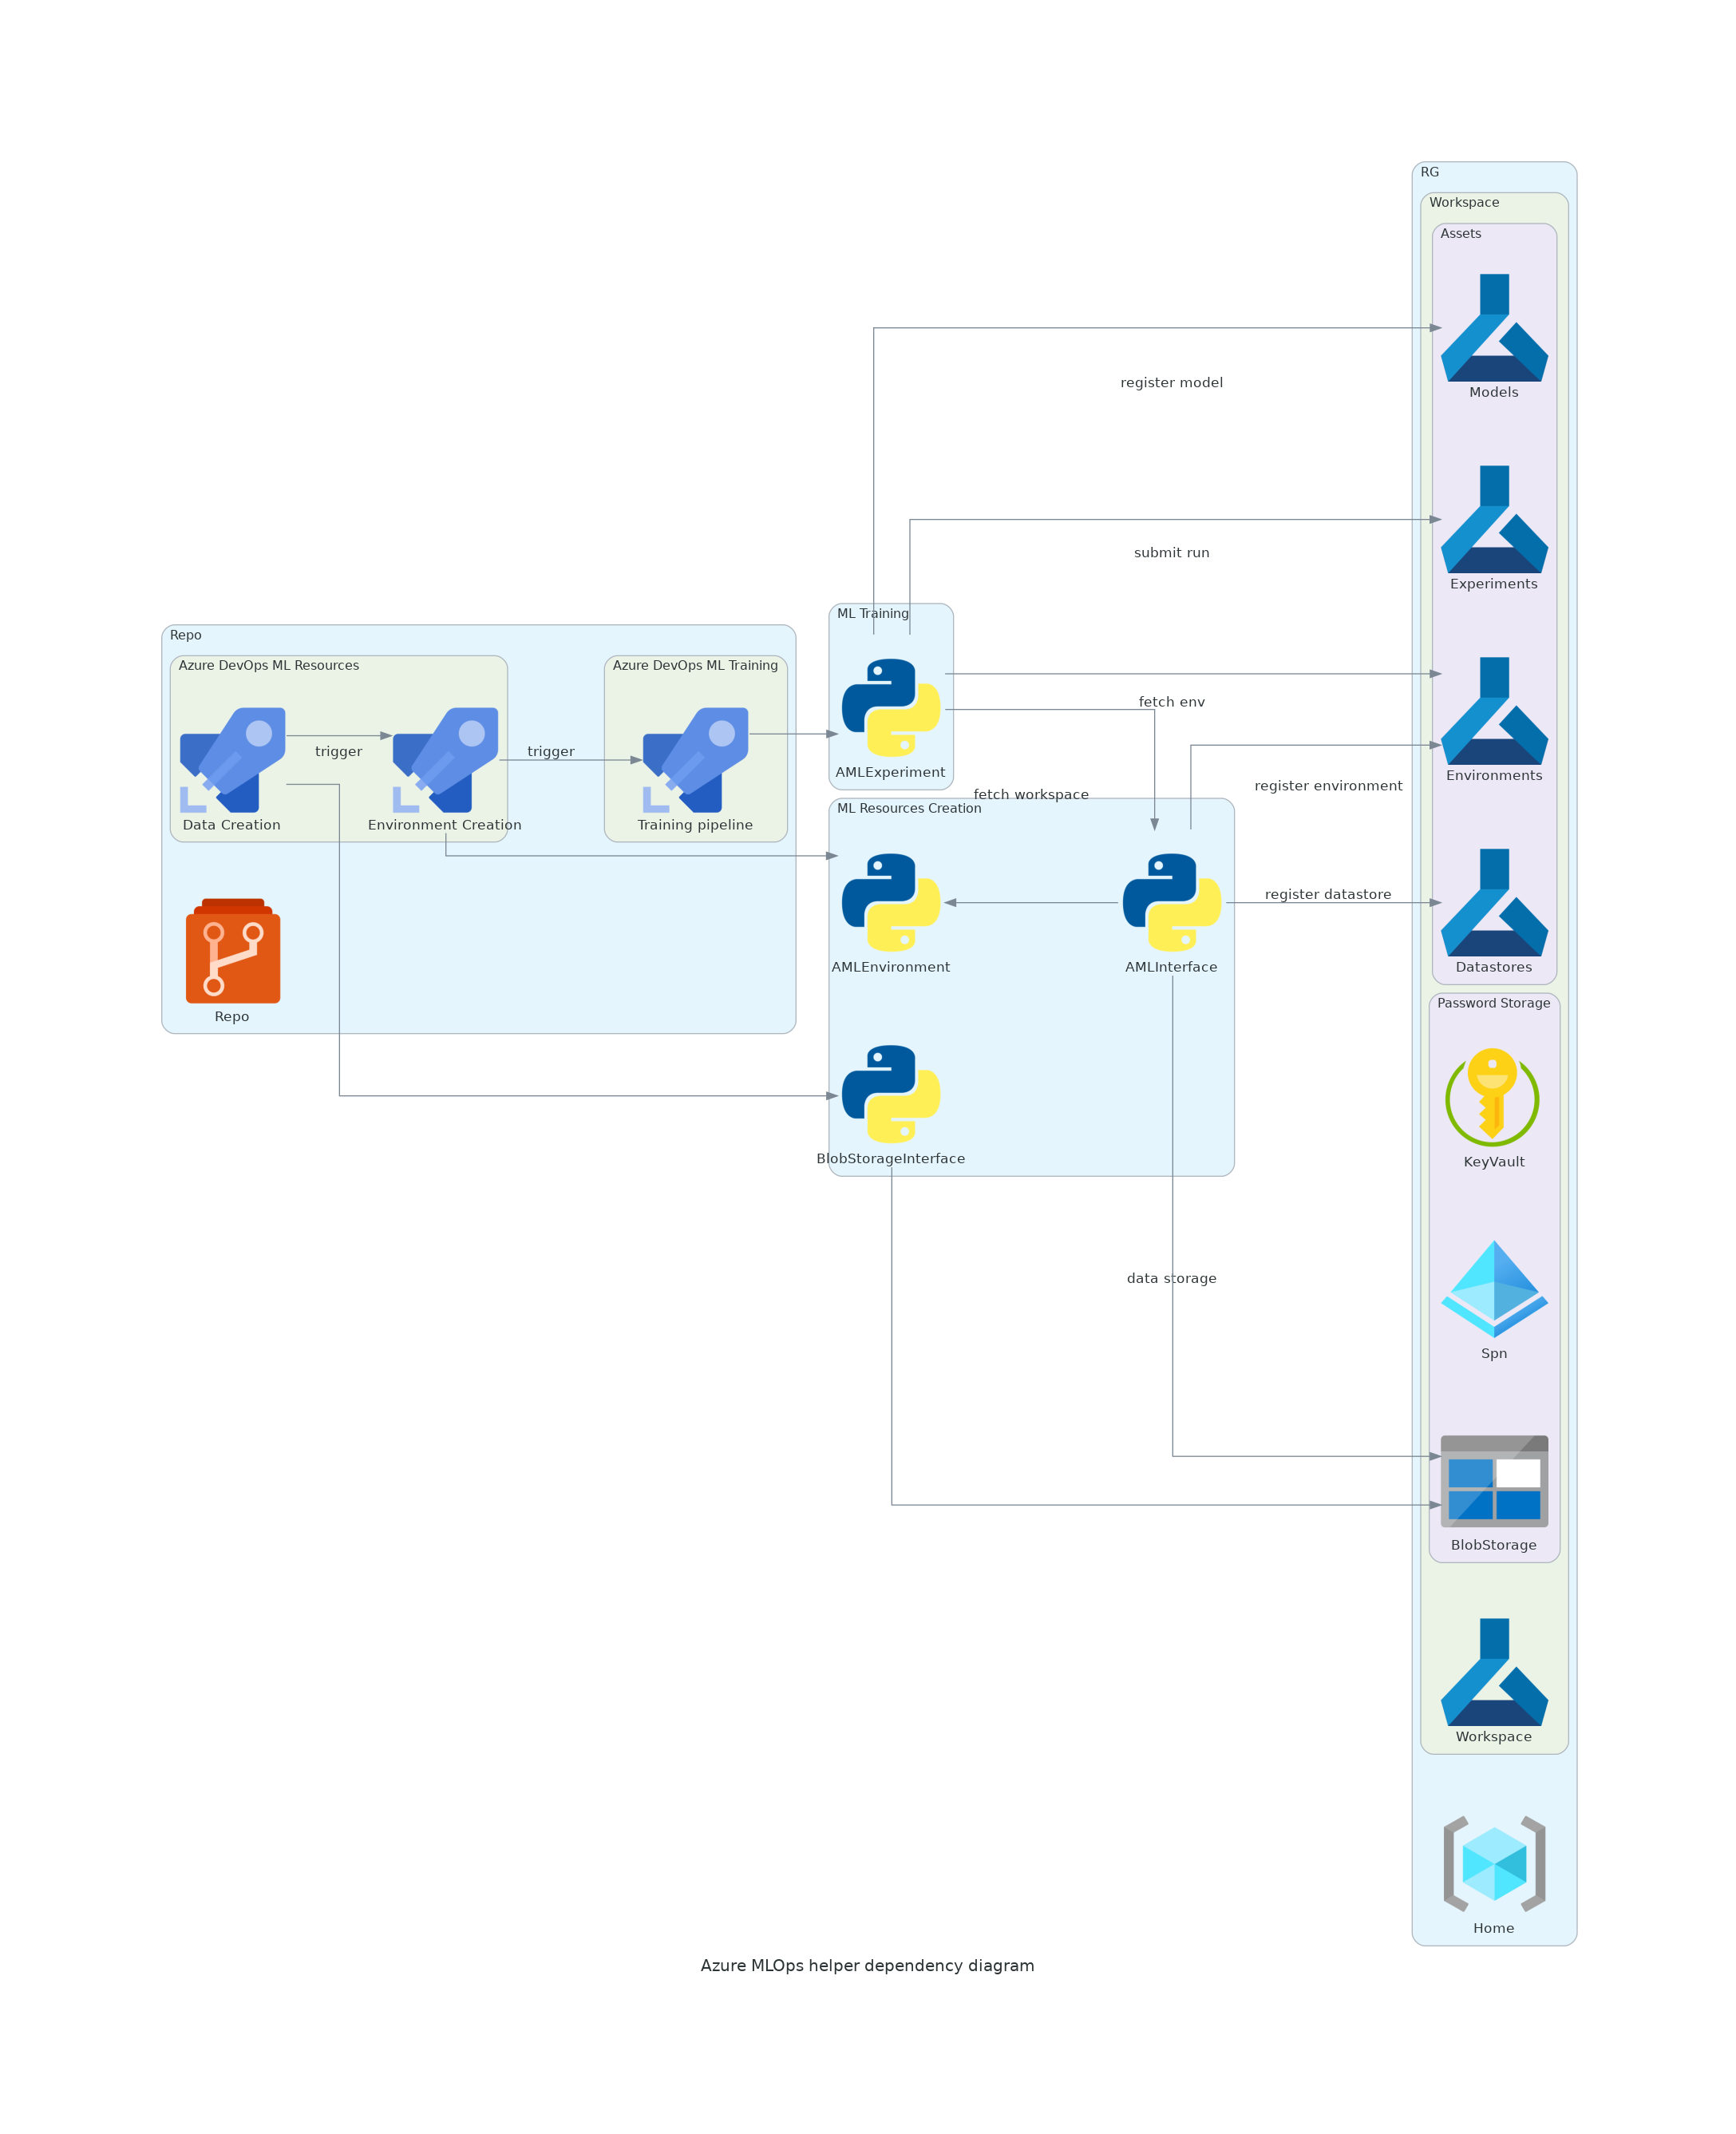 RG
Workspace
Assets
Models
register model
Experiments
submit run
ML Training
Repo
Azure DevOps ML Resources
Azure DevOps ML Training
fetch env
trigger
trigger
AMLExperiment
Environments
register environment
fetch workspace
ML Resources Creation
Data Creation
Environment Creation
Training pipeline
register datastore
AMLEnvironment
AMLInterface
Datastores
Password Storage
Repo
BlobStorageInterface
KeyVault
data storage
Spn
BlobStorage
Workspace
Home
Azure MLOps helper dependency diagram